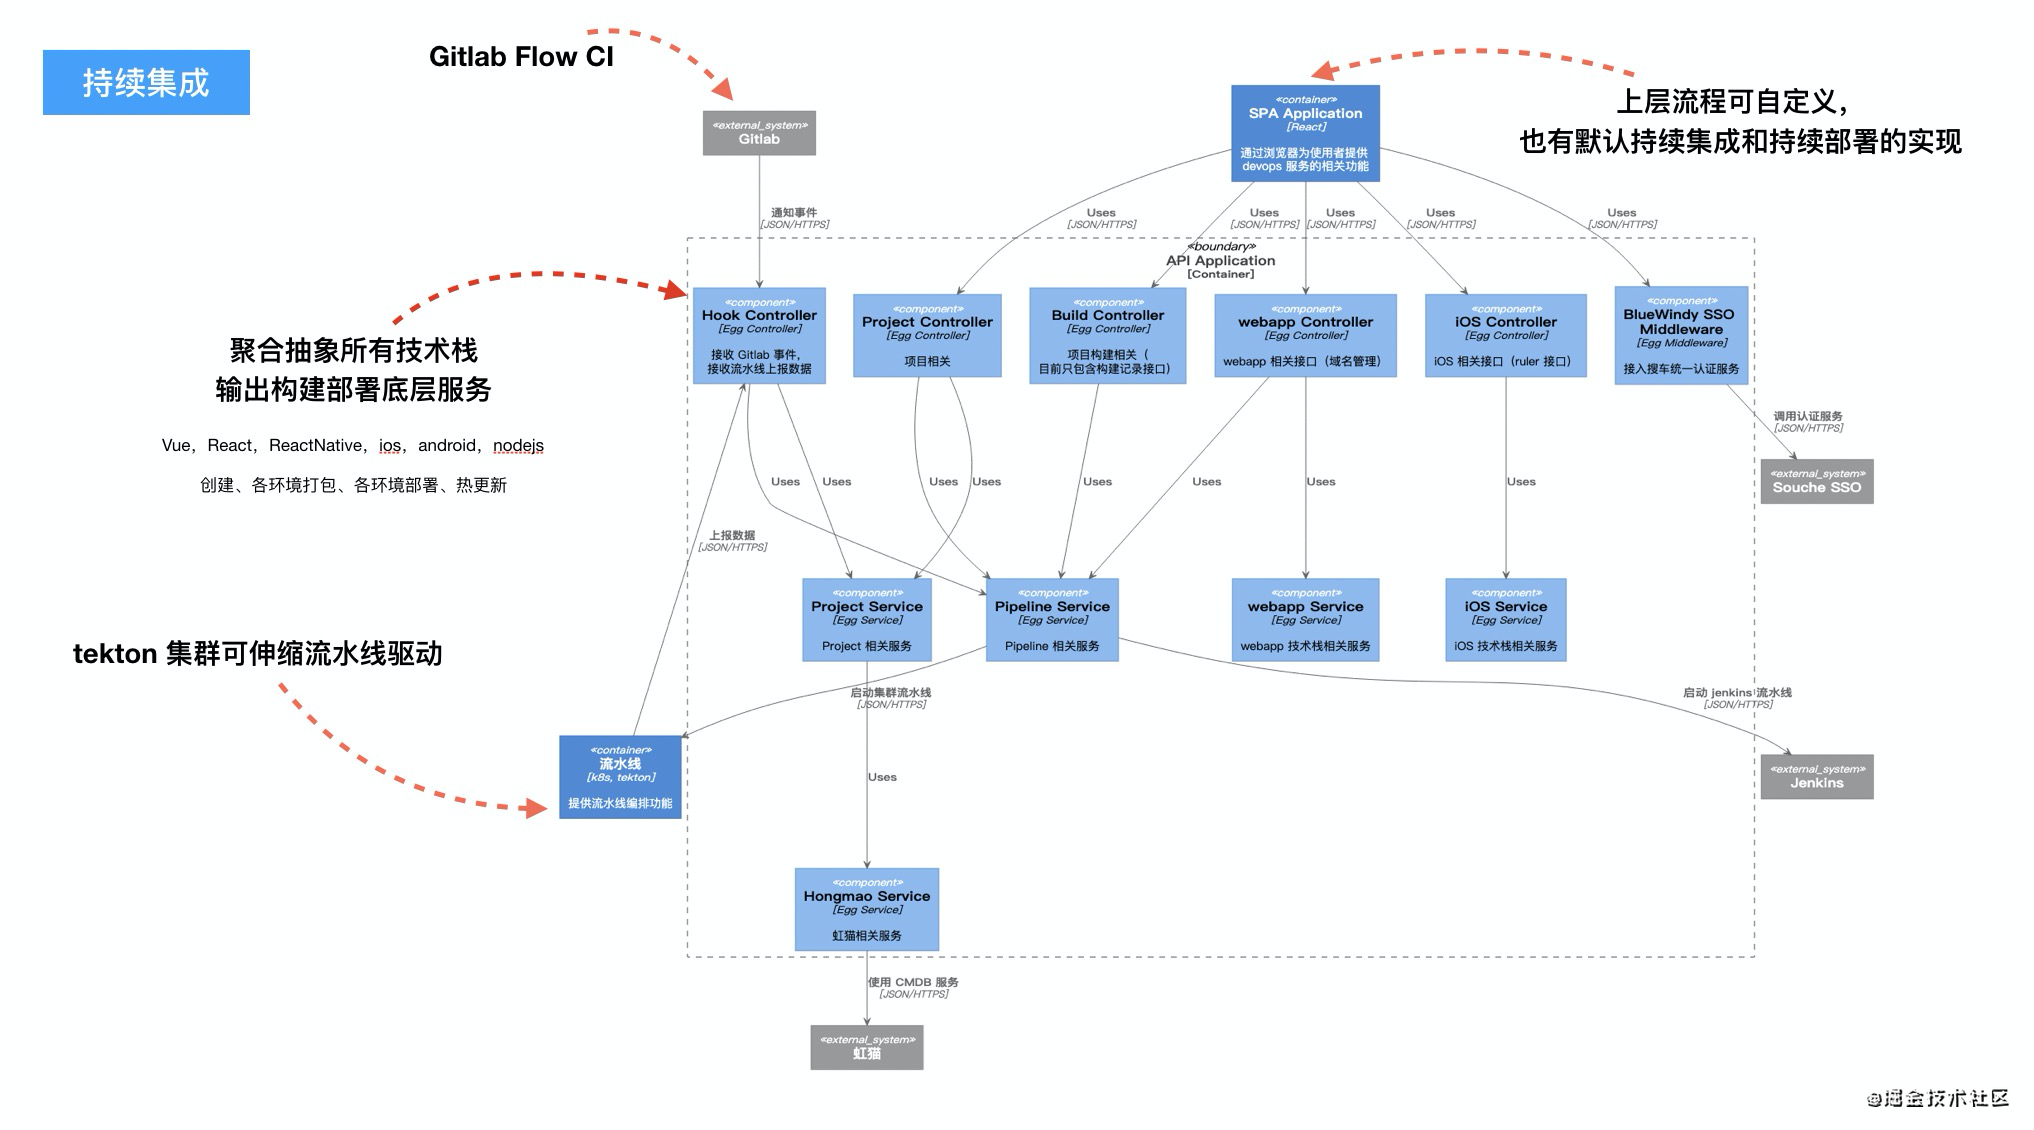 持续集成
Gitlab Flow CI
上层流程可自定义，
也有默认持续集成和持续部署的实现
«external_system»
Gitlab
«container»
SPA Application
[React]
通过浏览器为使用者提供
devops 服务的相关功能
通知事件
[JSON/HTTPS]
Uses
[JSON/HTTPS]
Uses
[JSON/HTTPS]
Uses
[JSON/HTTPS]
Uses
[JSON/HTTPS]
Uses
[JSON/HTTPS]
«boundary»
API Application
[Container]
聚合抽象所有技术栈
输出构建部署底层服务
Vue，React，ReactNative，ios，android，nodejs
创建、各环境打包、各环境部署、热更新
«component»
Hook Controller
[Egg Controller]
接收 Gitlab 事件，
接收流水线上报数据
«component»
Project Controller
[Egg Controller]
项目相关
«component»
Build Controller
[Egg Controller]
项目构建相关（
目前只包含构建记录接口）
«component»
webapp Controller
[Egg Controller]
webapp 相关接口（域名管理）
«component»
iOS Controller
[Egg Controller]
iOS 相关接口（ruler 接口）
«component»
BlueWindy SSO
Middleware
[Egg Middleware]
接入搜车统一认证服务
调用认证服务
[JSON/HTTPS]
«external_system»
Souche SSO
Uses
Uses
Uses
Uses
Uses
Uses
Uses
Uses
上报数据
[JSON/HTTPS]
«component»
Project Service
[Egg Service]
Project 相关服务
«component»
Pipeline Service
[Egg Service]
Pipeline 相关服务
«component»
webapp Service
[Egg Service]
webapp 技术栈相关服务
«component»
iOS Service
[Egg Service]
iOS 技术栈相关服务
tekton 集群可伸缩流水线驱动
启动集群流水线
[JSON/HTTPS]
启动 jenkins 流水线
[JSON/HTTPS]
«container»
流水线
[k8s, tekton]
提供流水线编排功能
Uses
«external_system»
Jenkins
«component»
Hongmao Service
[Egg Service]
虹猫相关服务
使用 CMDB 服务
[JSON/HTTPS]
«external_system»
虹猫
@掘金技术社区